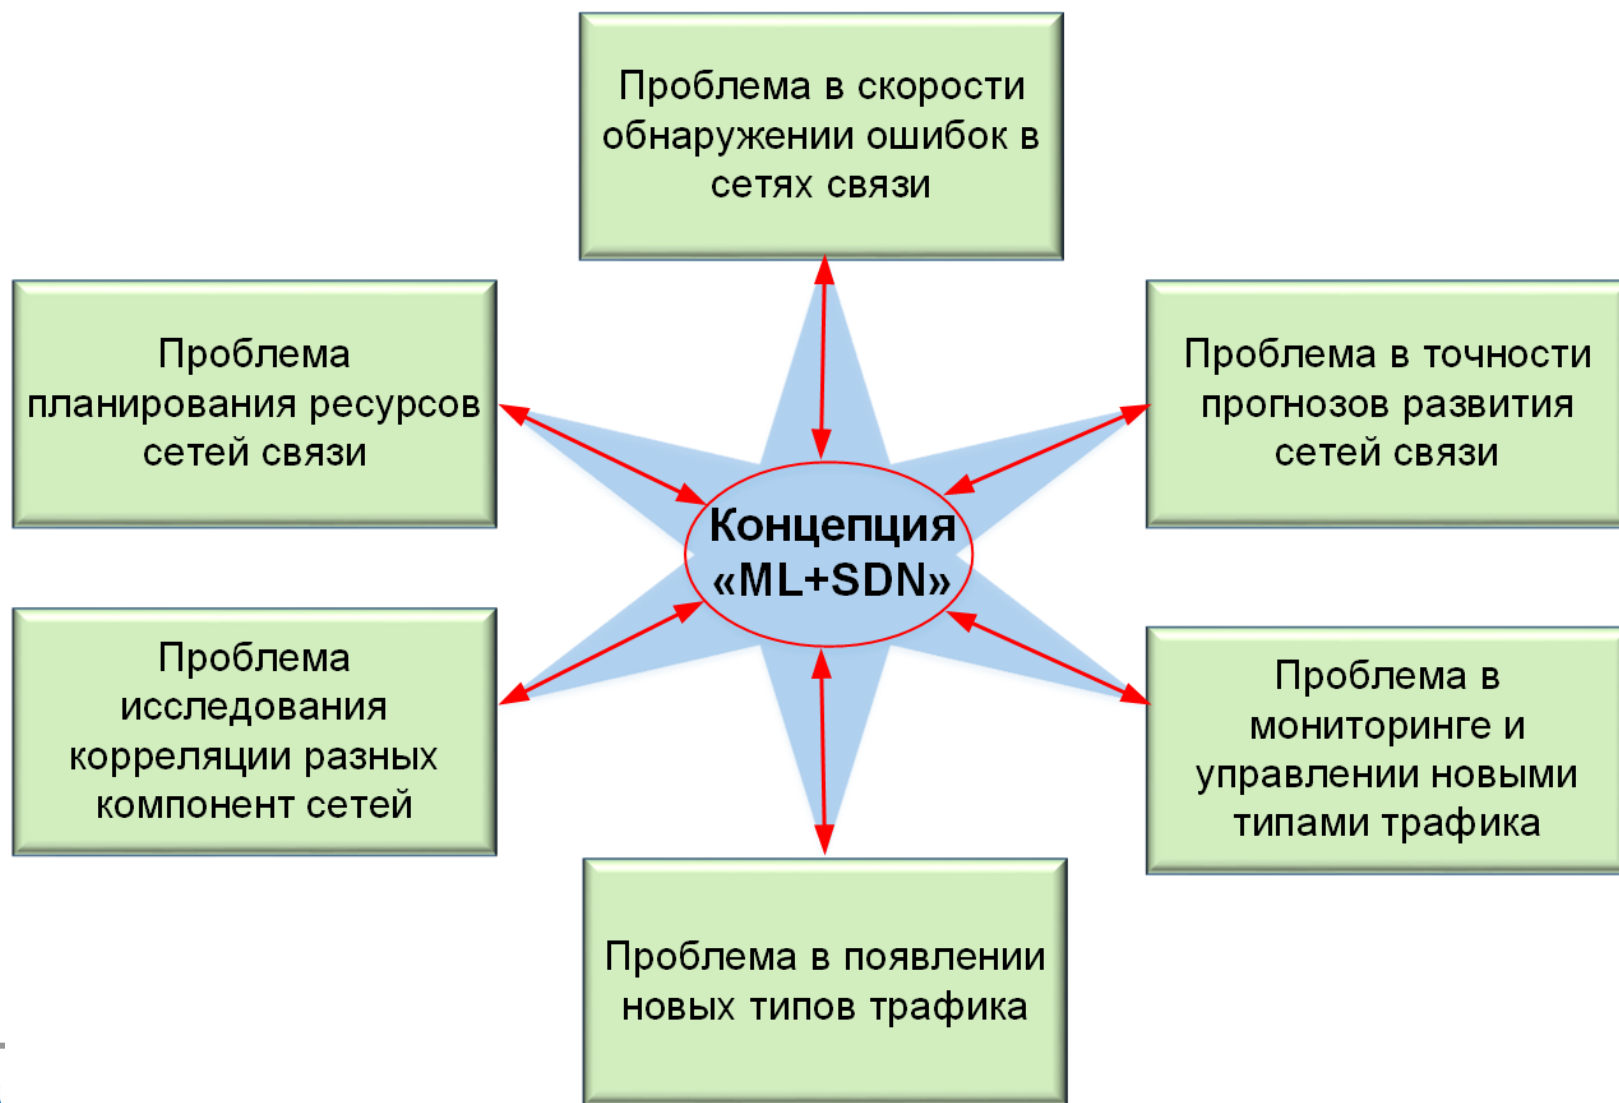 Проблема в скорости
обнаружении ошибок в
сетях связи
Проблема
планирования ресурсов
сетей связи
Проблема в точности
прогнозов развития
сетей связи
Концепция
«ML+SDN»
Проблема
исследования
корреляции разных
компонент сетей
Проблема в
мониторинге и
управлении новыми
типами трафика
Проблема в появлении
новых типов трафика